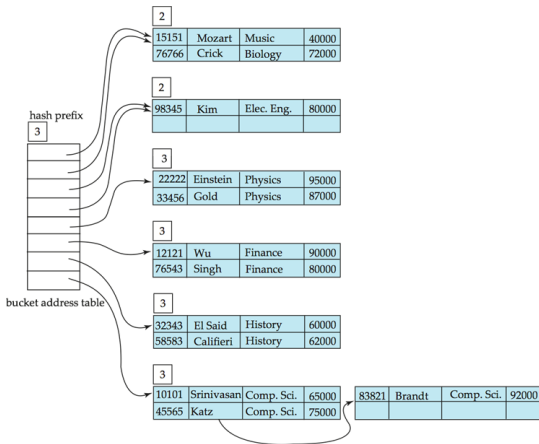 2
15151 Mozart Music 40000
76766 Crick Biology 72000
2
98345 Kim Elec. Eng. 80000
hash prefix
3
3
22222 Einstein Physics 95000
33456 Gold Physics 87000
3
12121 Wu Finance 90000
76543 Singh Finance 80000
bucket address table
3
32343 El Said History 60000
58583 Califieri History 62000
3
10101 Srinivasan Comp. Sci. 65000
45565 Katz Comp. Sci. 75000
83821 Brandt Comp. Sci. 92000